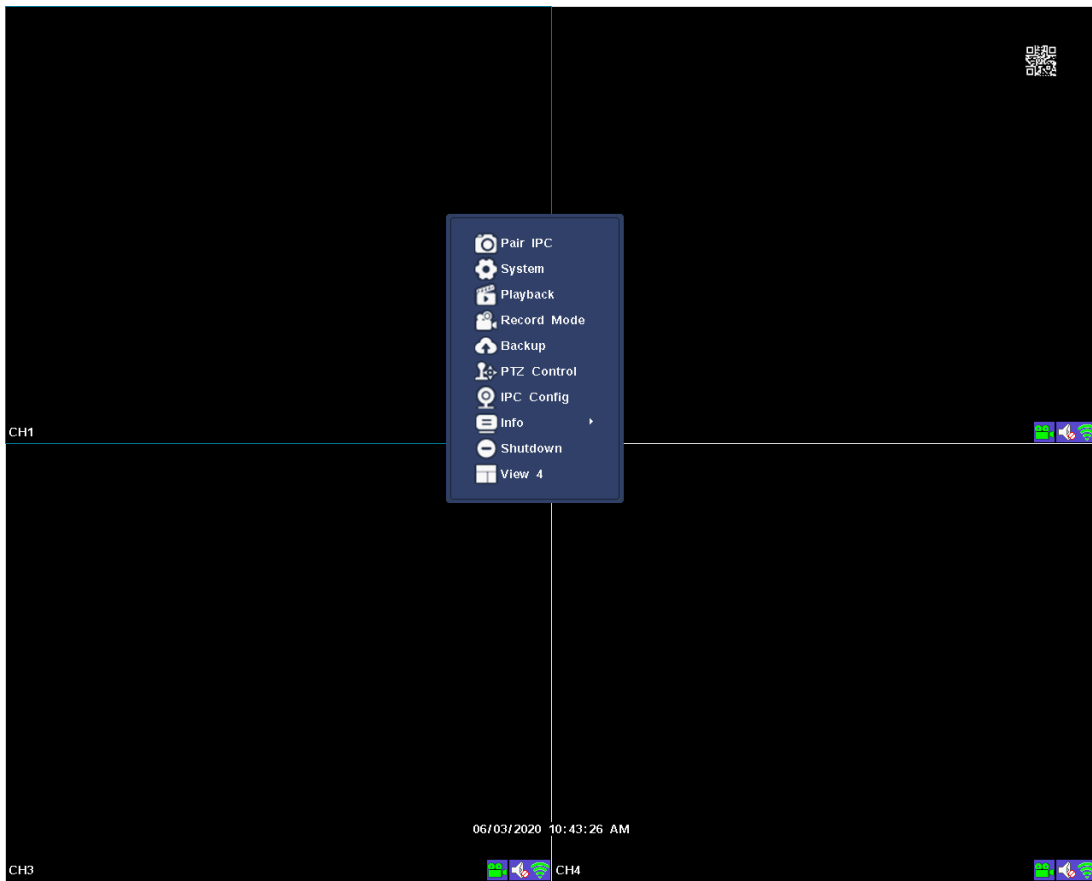 Pair IPC
System
Playback
Record Mode
Backup
PTZ Control
IPC Config
Info
Shutdown
View 4
CH1
06/03/2020 10:43:26 AM
CH3
CH4